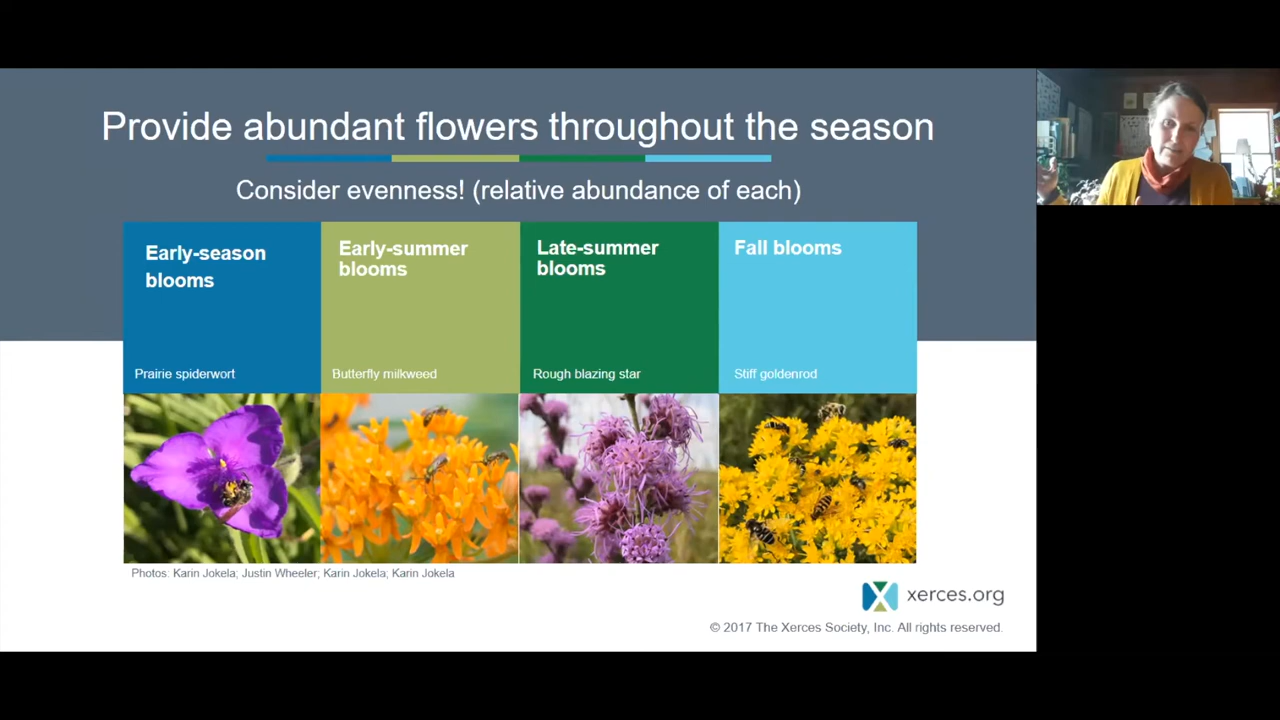 Provide abundant flowers throughout the season
Consider evenness! (relative abundance of each)
Early-season
blooms
Prairie spiderwort
Early-summer
blooms
Butterfly milkweed
Late-summer
blooms
Rough blazing star
Fall blooms
Stiff goldenrod
Photos: Karin Jokela; Justin Wheeler; Karin Jokela; Karin Jokela
xerces.org
© 2017 The Xerces Society, Inc. All rights reserved.